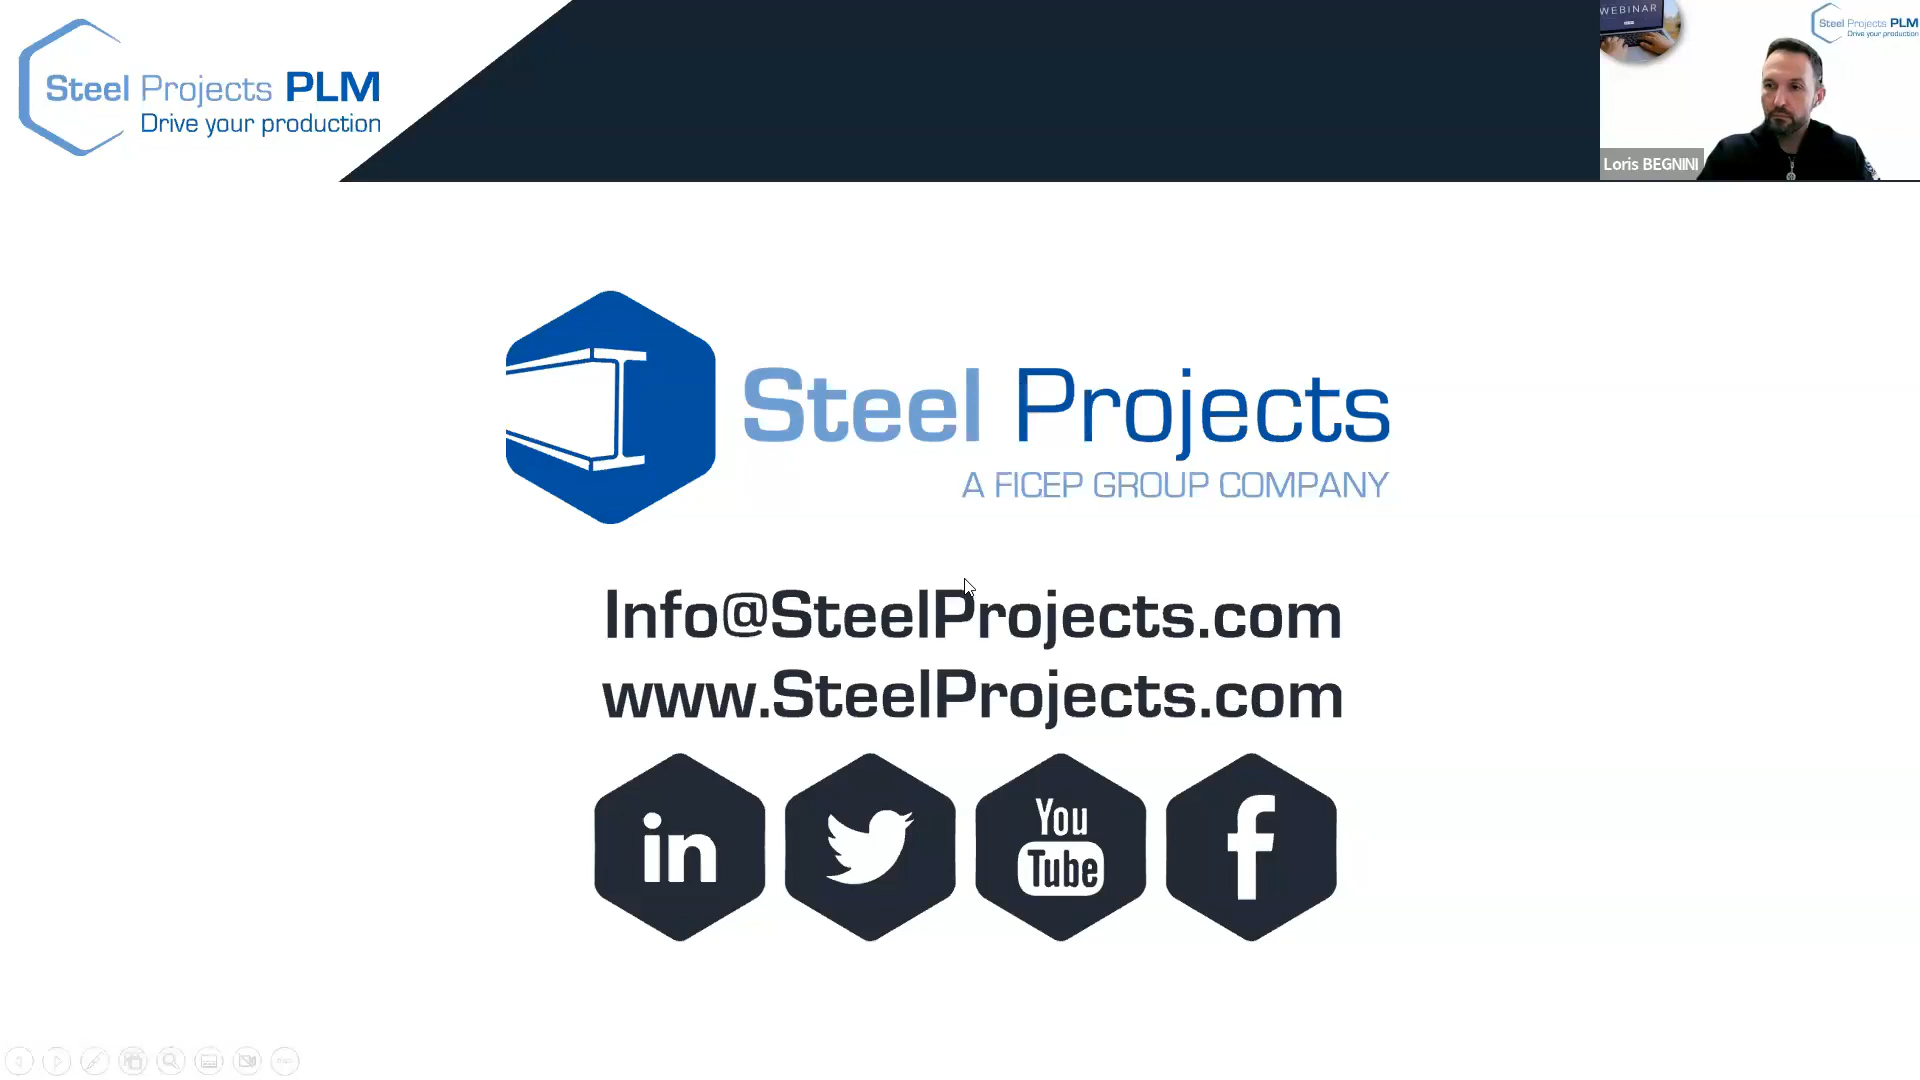 Steel Projects PLM
Drive your production
WEBINAR
Steel Projects PLM
Drive your production
Loris BEGNINI
Steel Projects
A FICEP GROUP COMPANY
Info@SteelProjects.com
www.SteelProjects.com
in
You
Tube
f